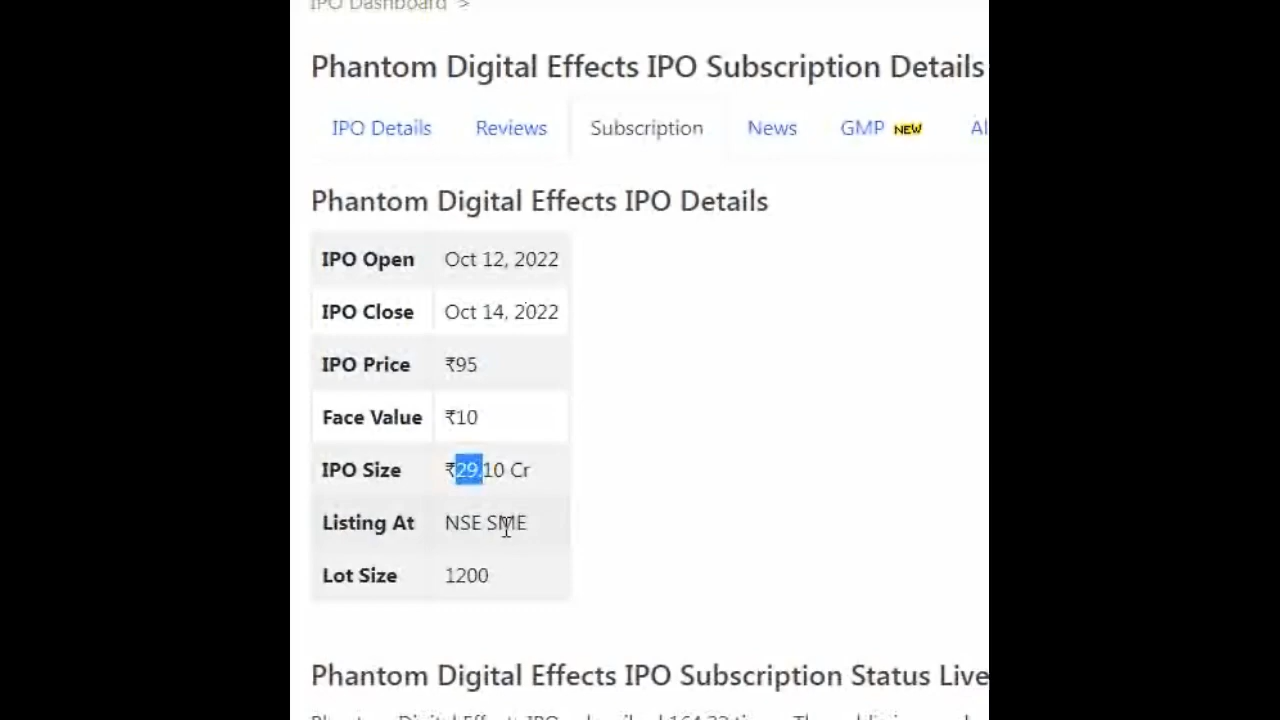 IPO Dashboard >
Phantom Digital Effects IPO Subscription Details
IPO Details Reviews Subscription News GMP NEW
Phantom Digital Effects IPO Details
IPO Open Oct 12, 2022
IPO Close Oct 14, 2022
IPO Price ₹95
Face Value ₹10
IPO Size ₹29.10 Cr
Listing At NSE SME
Lot Size 1200
Phantom Digital Effects IPO Subscription Status Live